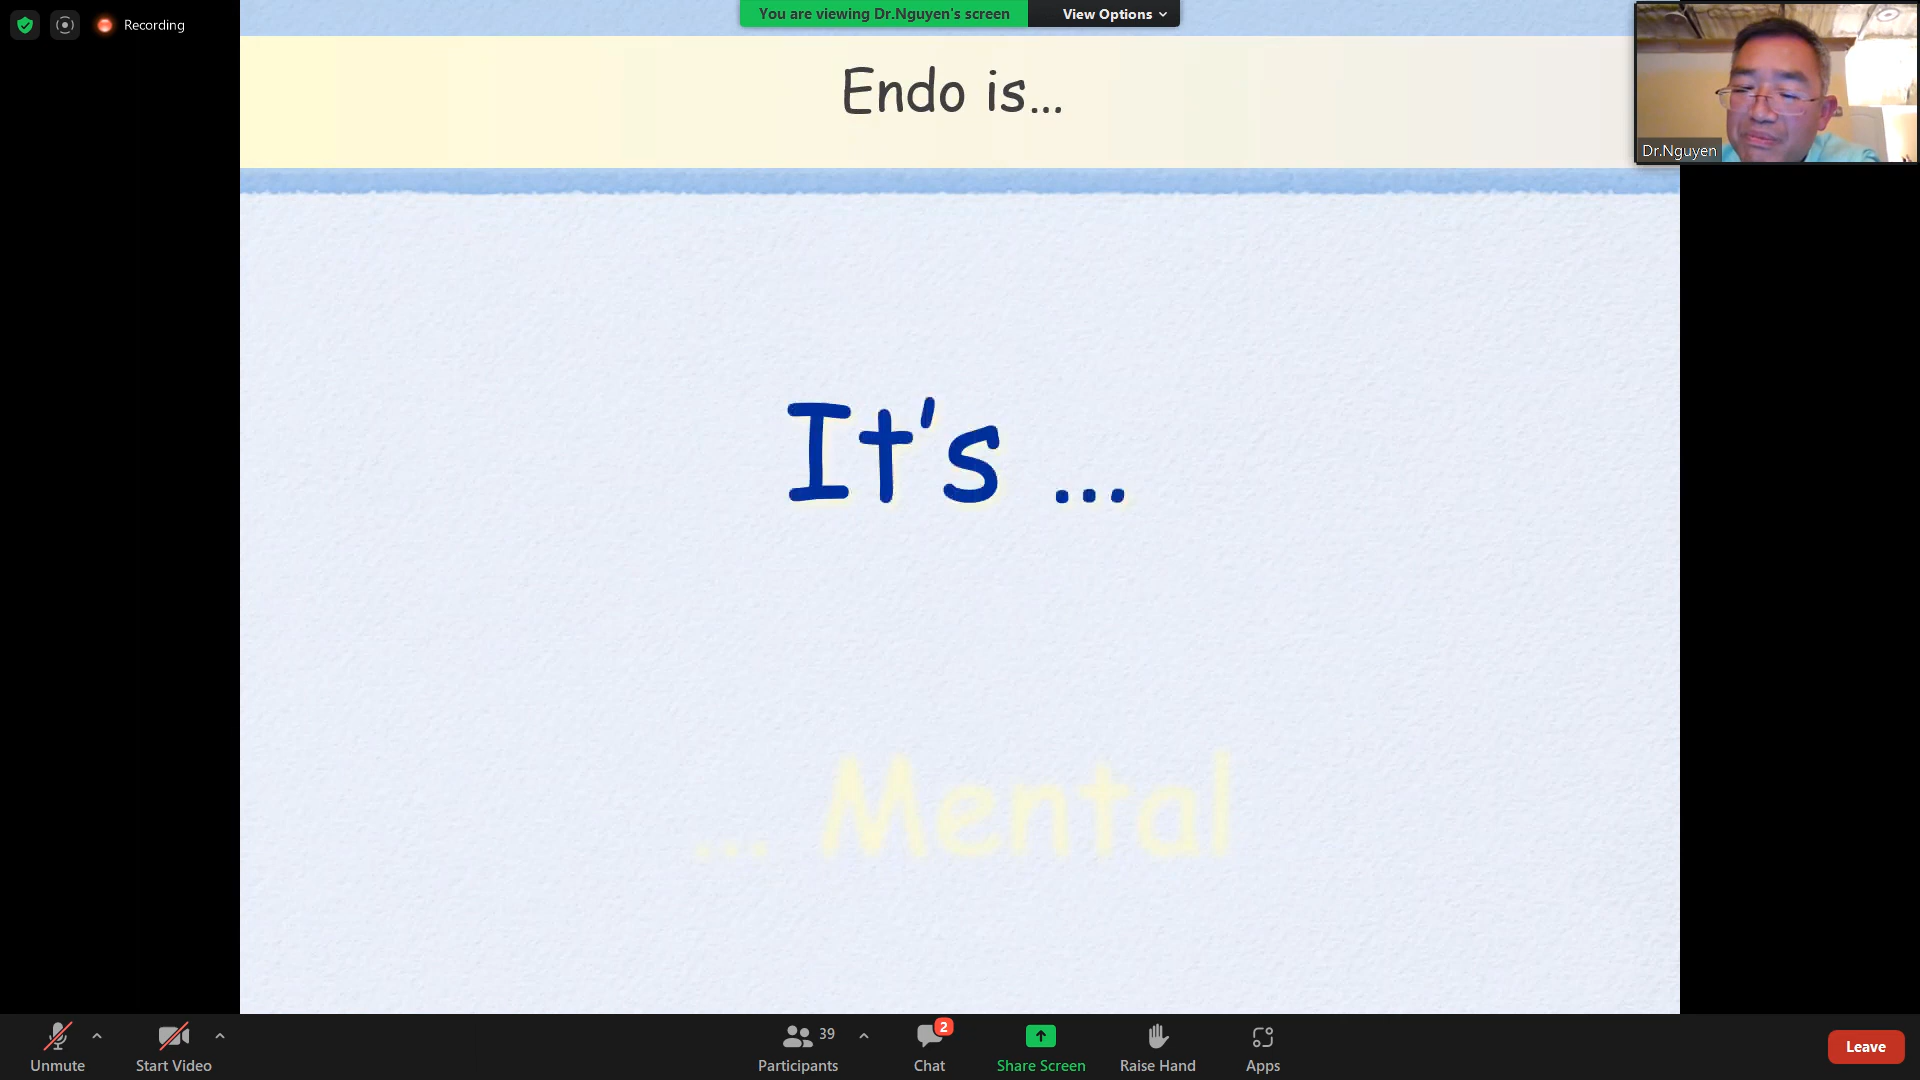 Recording
You are viewing Dr.Nguyen's screen
View Options
Endo is...
Dr.Nguyen
It's ...
... Mental
Unmute
Start Video
39
Participants
2
Chat
Share Screen
Raise Hand
Apps
Leave